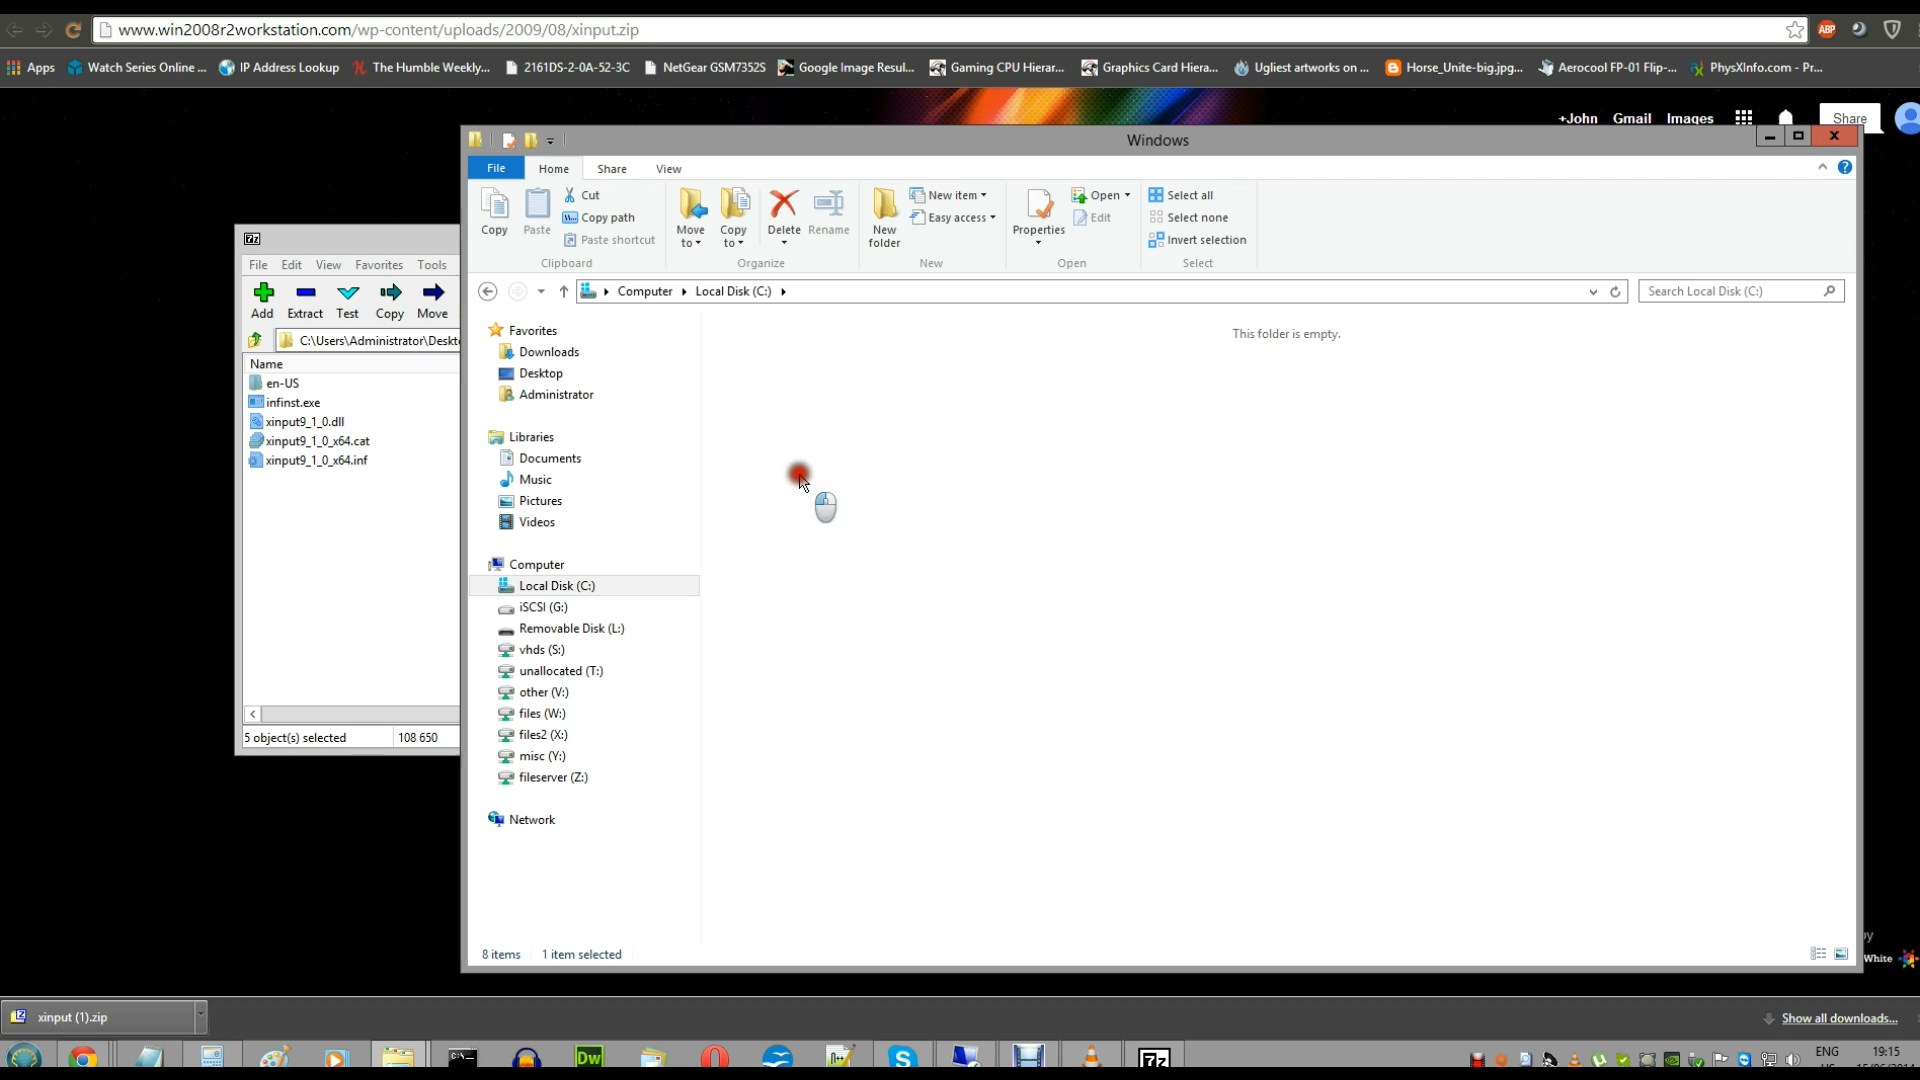 www.win2008r2workstation.com/wp-content/uploads/2009/08/xinput.zip
ABP
Apps
Watch Series Online ...
IP Address Lookup
The Humble Weekly...
2161DS-2-0A-52-3C
NetGear GSM7352S
Google Image Resul...
Gaming CPU Hierar...
Graphics Card Hiera...
Ugliest artworks on ...
Horse_Unite-big.jpg...
Aerocool FP-01 Flip-...
PhysXInfo.com - Pr...
+John Gmail Images
Share
Windows
File Home Share View
Copy
Paste
Cut
Copy path
Paste shortcut
Clipboard
Move to
Copy to
Delete
Rename
Organize
New folder
New item
Easy access
New
Properties
Open
Edit
Open
Select all
Select none
Invert selection
Select
Computer
Local Disk (C:)
Search Local Disk (C:)
This folder is empty.
Favorites
Downloads
Desktop
Administrator
Libraries
Documents
Music
Pictures
Videos
Computer
Local Disk (C:)
iSCSI (G:)
Removable Disk (L:)
vhds (S:)
unallocated (T:)
other (V:)
files (W:)
files2 (X:)
misc (Y:)
fileserver (Z:)
Network
8 items
1 item selected
7z
File Edit View Favorites Tools
Add Extract Test Copy Move
C:\Users\Administrator\Deskto
Name
en-US
infinst.exe
xinput9_1_0.dll
xinput9_1_0_x64.cat
xinput9_1_0_x64.inf
5 object(s) selected
108 650
White
xinput (1).zip
Show all downloads...
C:\
Dw
7z
ENG
19:15